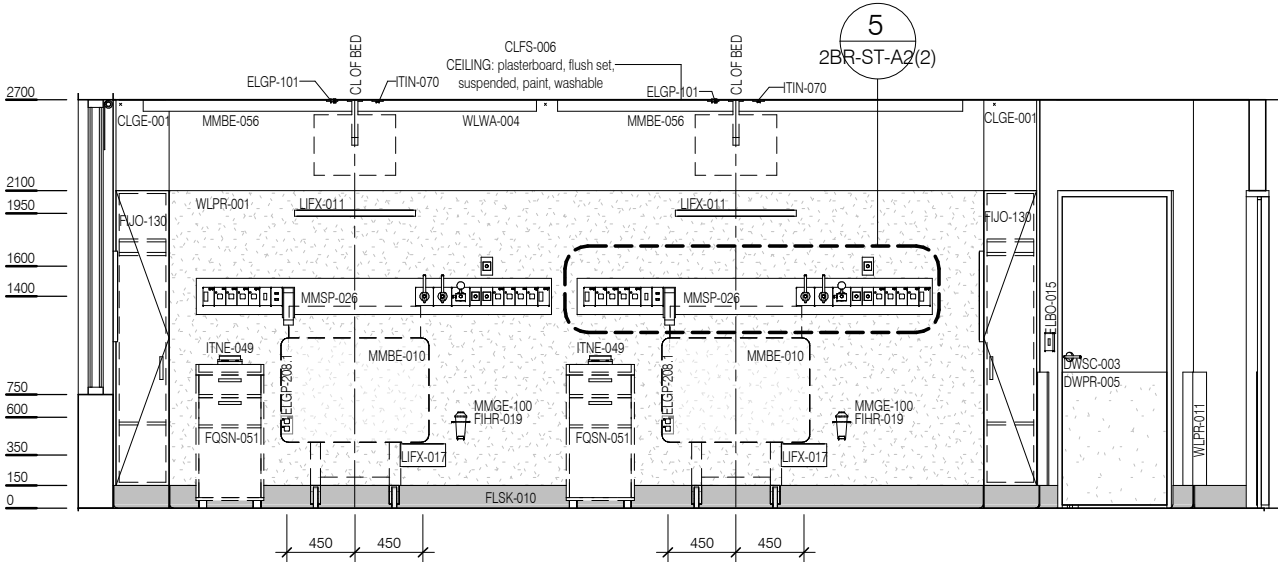 5
2BR-ST-A2(2)
CLFS-006
CEILING: plasterboard, flush set,
suspended, paint, washable
CL OF BED
CL OF BED
ELGP-101
ITIN-070
ELGP-101
ITIN-070
2700
CLGE-001
MMBE-056
WLWA-004
MMBE-056
CLGE-001
2100
1950
WLPR-001
LIFX-011
LIFX-011
FIJO-130
FIJO-130
1600
1400
MMSP-026
MMSP-026
ELBO-015
ITNE-049
MMBE-010
ITNE-049
MMBE-010
DWSC-003
DWPR-005
750
600
ELGP-208
ELGP-208
MMGE-100
FIHR-019
MMGE-100
FIHR-019
WLPR-011
FQSN-051
FQSN-051
350
LIFX-017
LIFX-017
150
0
FLSK-010
450
450
450
450